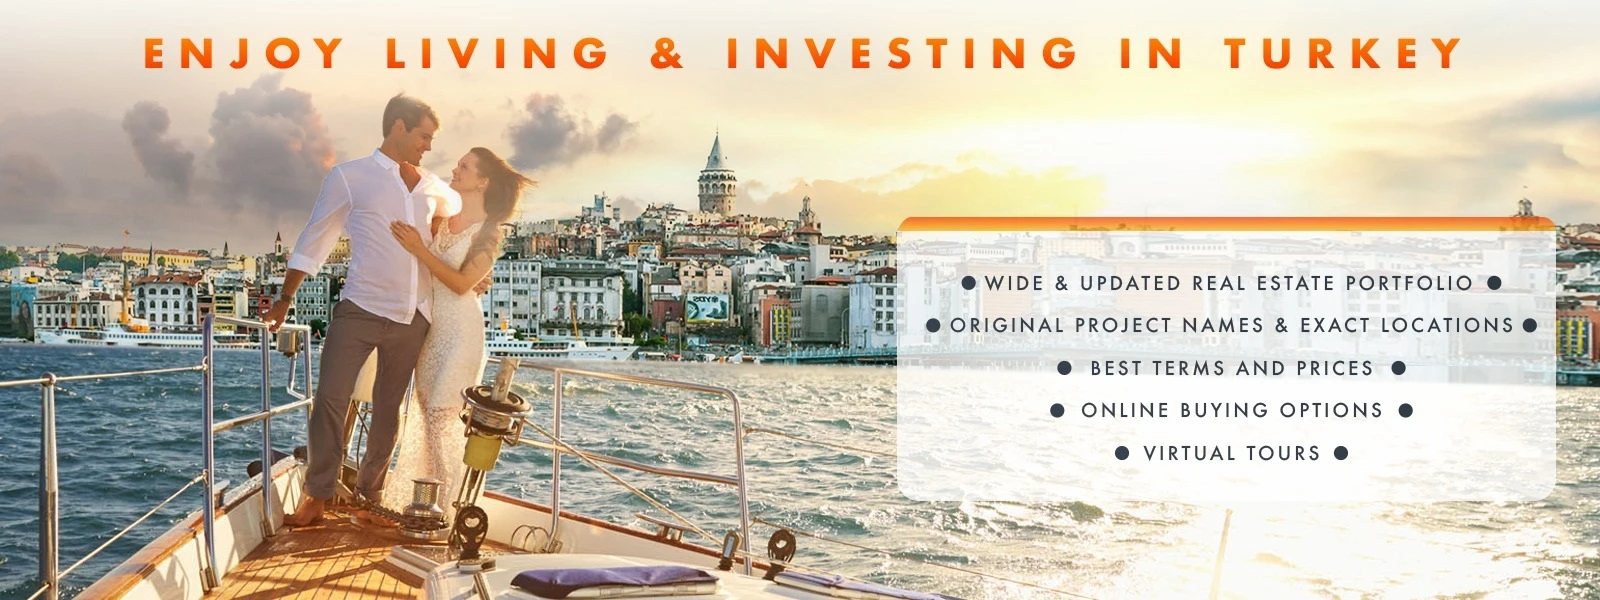 ENJOY LIVING & INVESTING IN TURKEY
● WIDE & UPDATED REAL ESTATE PORTFOLIO ●
● ORIGINAL PROJECT NAMES & EXACT LOCATIONS ●
● BEST TERMS AND PRICES ●
● ONLINE BUYING OPTIONS ●
● VIRTUAL TOURS ●